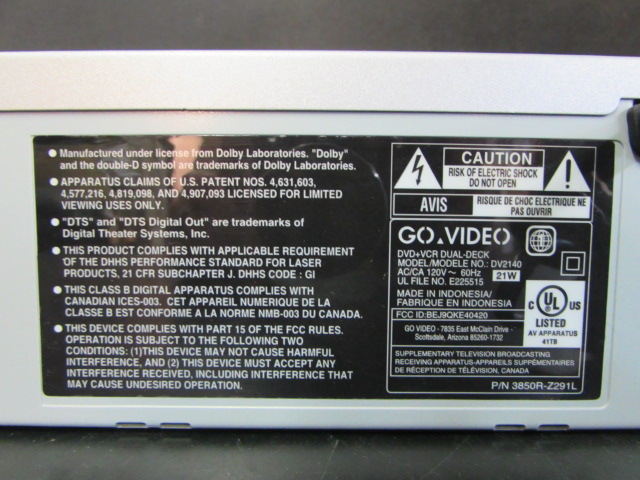 ● Manufactured under license from Dolby Laboratories. "Dolby"
and the double-D symbol are trademarks of Dolby Laboratories.
● APPARATUS CLAIMS OF U.S. PATENT NOS. 4,631,603,
4,577,216, 4,819,098, AND 4,907,093 LICENSED FOR LIMITED
VIEWING USES ONLY.
● "DTS" and "DTS Digital Out" are trademarks of
Digital Theater Systems, Inc.
● THIS PRODUCT COMPLIES WITH APPLICABLE REQUIREMENT
OF THE DHHS PERFORMANCE STANDARD FOR LASER
PRODUCTS, 21 CFR SUBCHAPTER J. DHHS CODE : GI
● THIS CLASS B DIGITAL APPARATUS COMPLIES WITH
CANADIAN ICES-003. CET APPAREIL NUMERIQUE DE LA
CLASSE B EST CONFORME A LA NORME NMB-003 DU CANADA.
● THIS DEVICE COMPLIES WITH PART 15 OF THE FCC RULES.
OPERATION IS SUBJECT TO THE FOLLOWING TWO
CONDITIONS: (1)THIS DEVICE MAY NOT CAUSE HARMFUL
INTERFERENCE, AND (2) THIS DEVICE MUST ACCEPT ANY
INTERFERENCE RECEIVED, INCLUDING INTERFERENCE THAT
MAY CAUSE UNDESIRED OPERATION.
CAUTION
RISK OF ELECTRIC SHOCK
DO NOT OPEN
AVIS
RISQUE DE CHOC ELECTRIQUE NE
PAS OUVRIR
GO.VIDEO
DVD+VCR DUAL-DECK
MODEL/MODELE NO.: DV2140
AC/CA 120V~ 60Hz 21W
UL FILE NO. E225515
MADE IN INDONESIA/
FABRIQUE EN INDONESIA
FCC ID:BEJ9QKE40420
GO VIDEO - 7835 East McClain Drive -
Scottsdale, Arizona 85260-1732
C UL US
LISTED
AV APPARATUS
41TB
SUPPLEMENTARY TELEVISION BROADCASTING
RECEIVING APPARATUS-APPAREILS SUPPLÉMENTAIRES
DE RÉCEPTION DE TÉLÉVISION, CANADA
P/N 3850R-Z291L